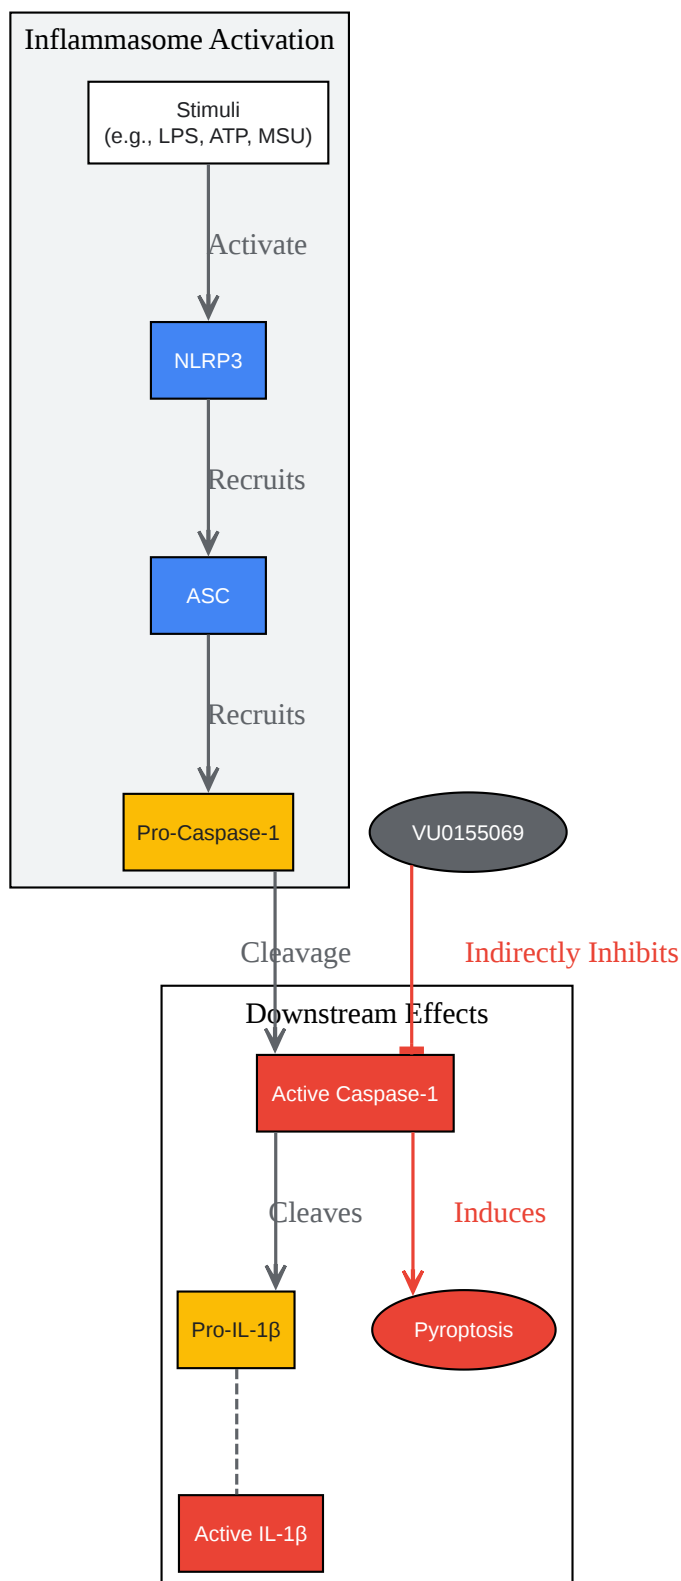 Inflammasome Activation
Stimuli
(e.g., LPS, ATP, MSU)
Activate
NLRP3
Recruits
ASC
Recruits
Pro-Caspase-1
VU0155069
Cleavage
Indirectly Inhibits
Downstream Effects
Active Caspase-1
Cleaves
Induces
Pro-IL-1β
Pyroptosis
Active IL-1β